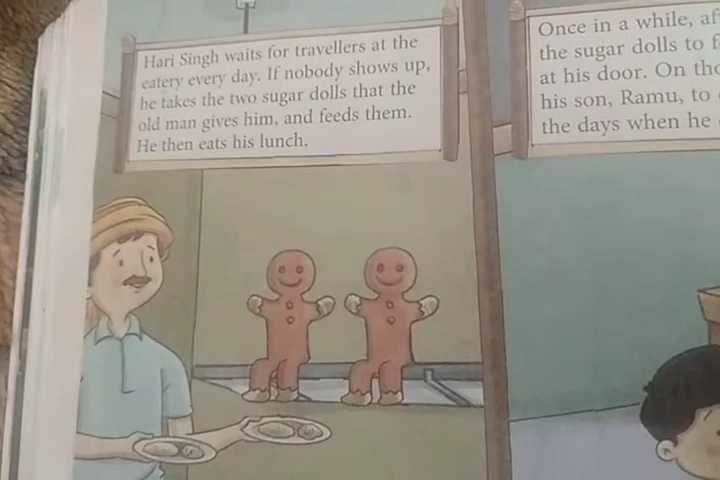 Hari Singh waits for travellers at the
eatery every day. If nobody shows up,
he takes the two sugar dolls that the
old man gives him, and feeds them.
He then eats his lunch.
Once in a while, af
the sugar dolls to f
at his door. On tho
his son, Ramu, to
the days when he